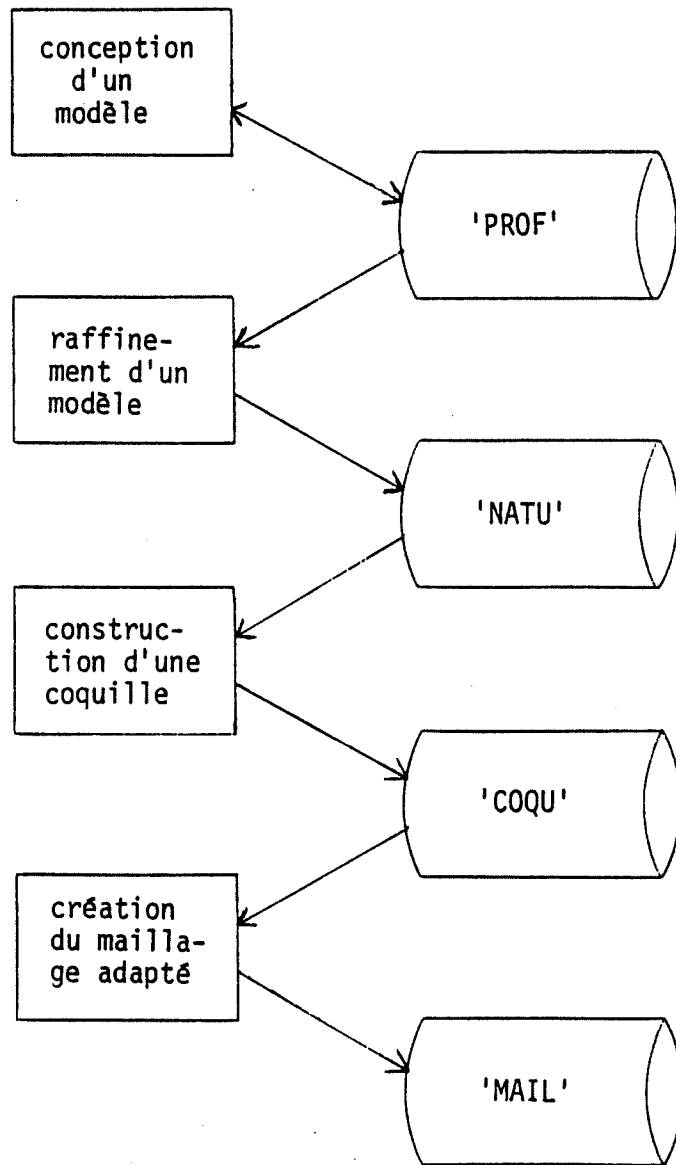 conception
d'un
modèle
'PROF'
raffine-
ment d'un
modèle
'NATU'
construc-
tion d'une
coquille
'COQU'
création
du mailla-
ge adapté
'MAIL'